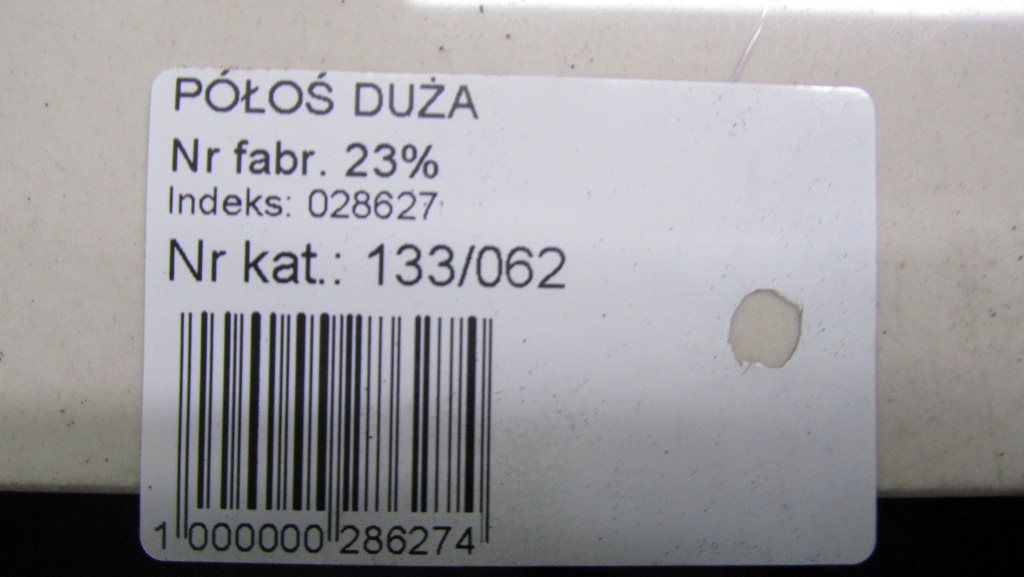 PÓŁOŚ DUŻA
Nr fabr. 23%
Indeks: 028627
Nr kat.: 133/062
1 000000 286274